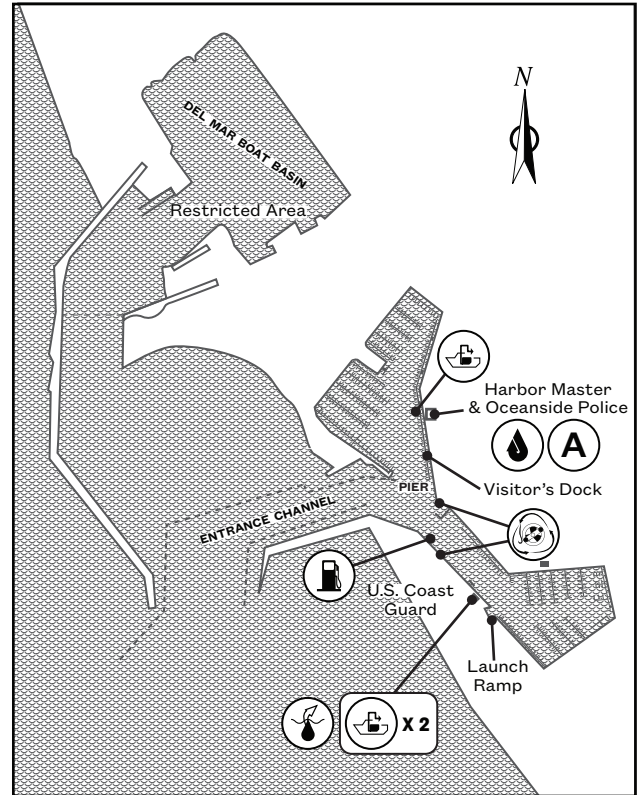 N
DEL MAR BOAT BASIN
Restricted Area
Harbor Master
& Oceanside Police
A
Visitor's Dock
PIER
ENTRANCE CHANNEL
U.S. Coast
Guard
Launch
Ramp
X 2